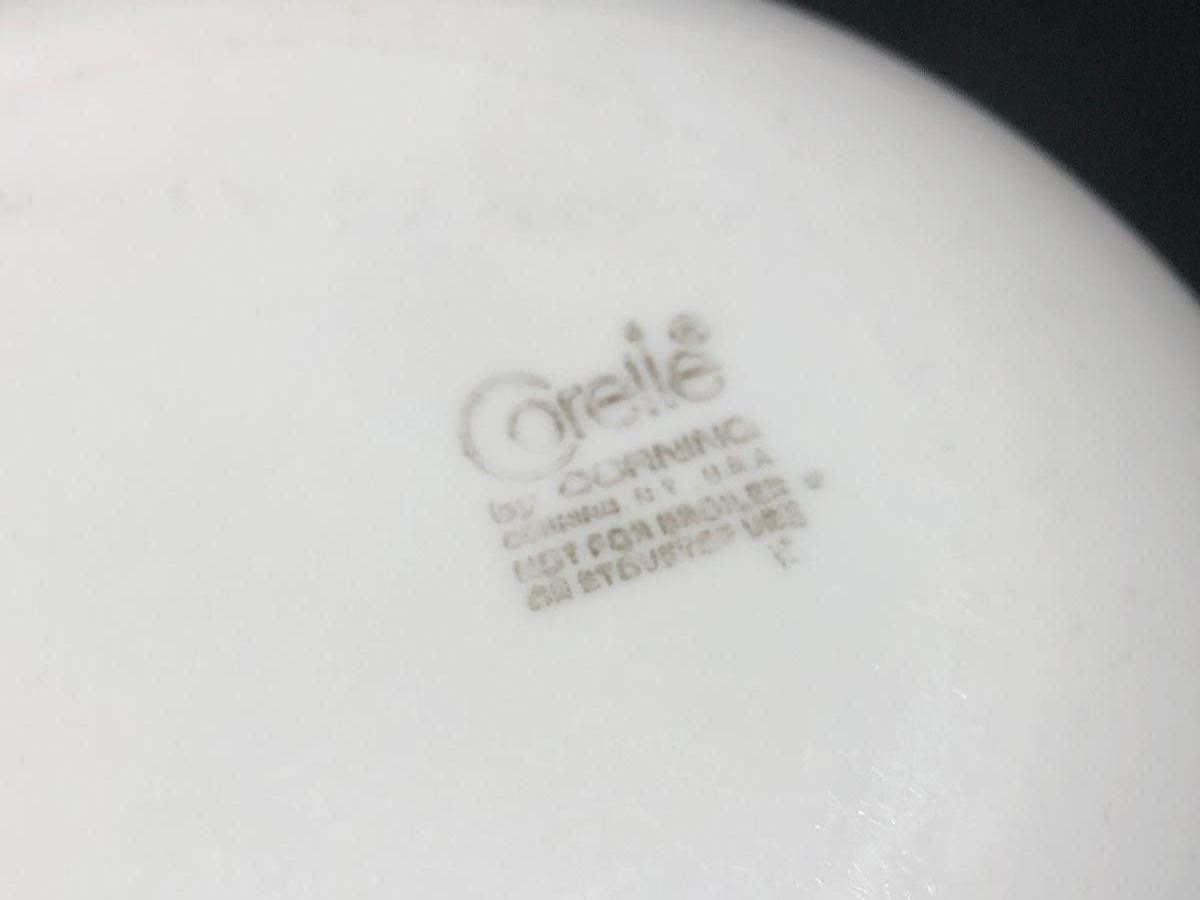 Corelle®
by CORNING
CORNING, N.Y. U.S.A.
NOT FOR BROILER
OR STOVETOP USE